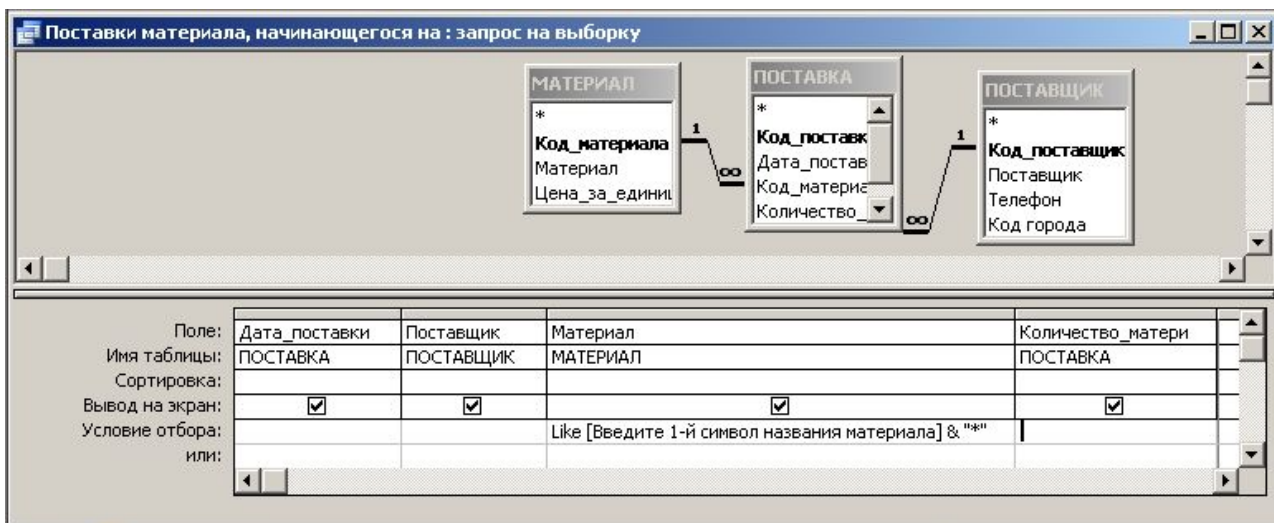 Поставки материала, начинающегося на : запрос на выборку
МАТЕРИАЛ
*
Код_материала
Материал
Цена_за_едини
ПОСТАВКА
*
Код_поставк
Дата_постав
Код_материа
Количество_
ПОСТАВЩИК
*
Код_поставщик
Поставщик
Телефон
Код города
1 ∞ 1 ∞
Поле: Дата_поставки Поставщик Материал Количество_матери
Имя таблицы: ПОСТАВКА ПОСТАВЩИК МАТЕРИАЛ ПОСТАВКА
Сортировка:
Вывод на экран:
Условие отбора: Like [Введите 1-й символ названия материала] & "*"
или: